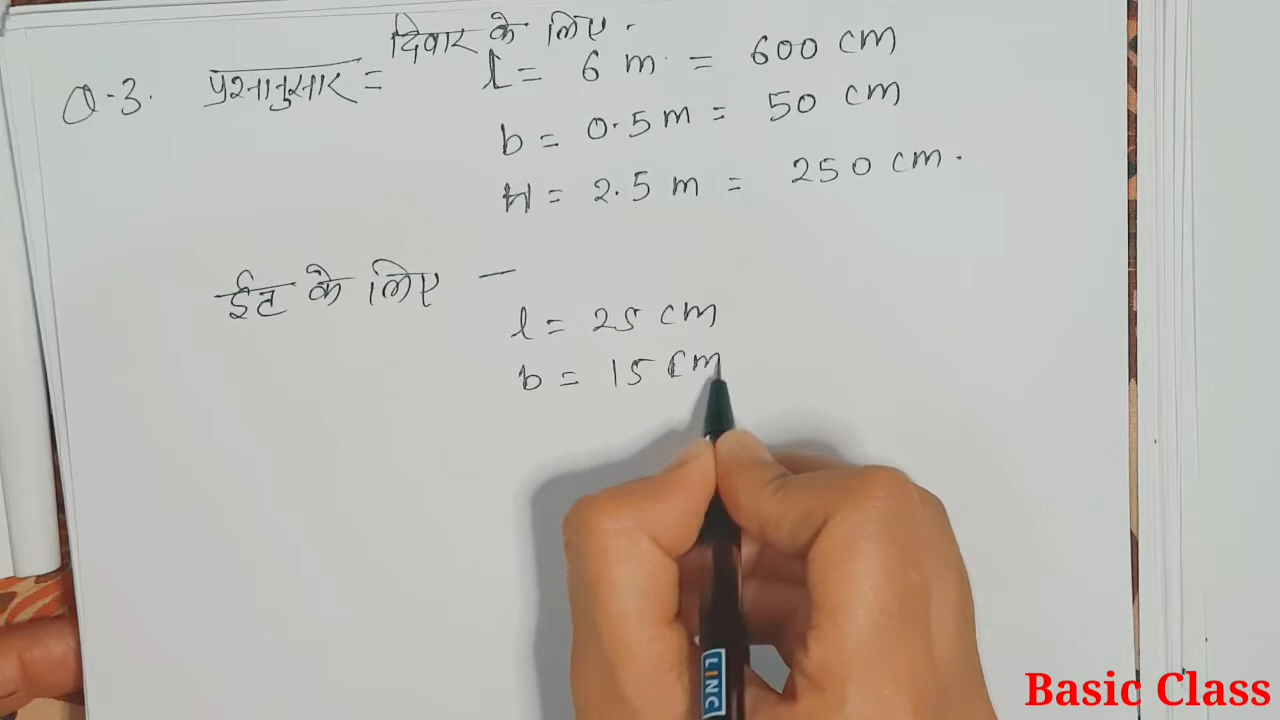 दिवार के लिए.
Q-3. प्रश्नानुसार = l = 6 m. = 600 cm
b = 0.5 m = 50 cm
H = 2.5 m = 250 cm.
ईट के लिए —
l = 25 cm
b = 15 cm
LINC
Basic Class